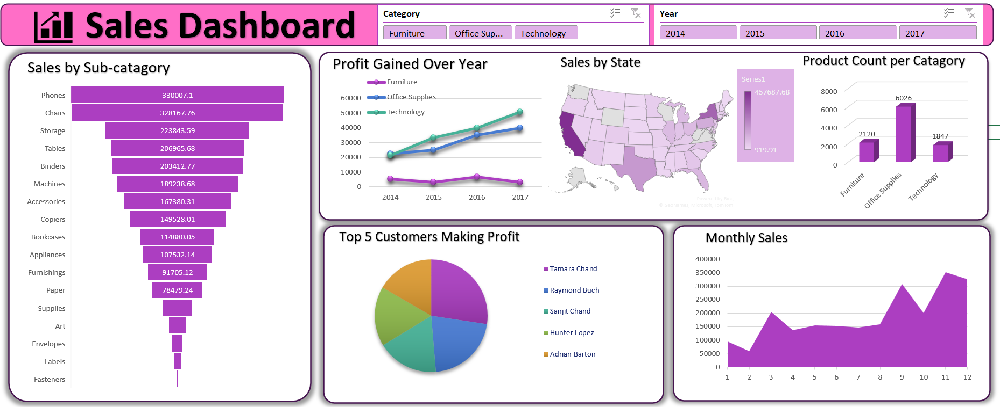 Sales Dashboard
Category
Furniture
Office Sup...
Technology
Year
2014
2015
2016
2017
Sales by Sub-catagory
Phones 330007.1
Chairs 328167.76
Storage 223843.59
Tables 206965.68
Binders 203412.77
Machines 189238.68
Accessories 167380.31
Copiers 149528.01
Bookcases 114880.05
Appliances 107532.14
Furnishings 91705.12
Paper 78479.24
Supplies
Art
Envelopes
Labels
Fasteners
Profit Gained Over Year
Furniture
Office Supplies
Technology
60000
50000
40000
30000
20000
10000
0
2014 2015 2016 2017
Sales by State
Series1
457687.68
919.91
Powered by Bing
© GeoNames, Microsoft, TomTom
Product Count per Catagory
8000
6000
4000
2000
0
2120
6026
1847
Furniture
Office Supplies
Technology
Top 5 Customers Making Profit
Tamara Chand
Raymond Buch
Sanjit Chand
Hunter Lopez
Adrian Barton
Monthly Sales
400000
350000
300000
250000
200000
150000
100000
50000
0
1 2 3 4 5 6 7 8 9 10 11 12